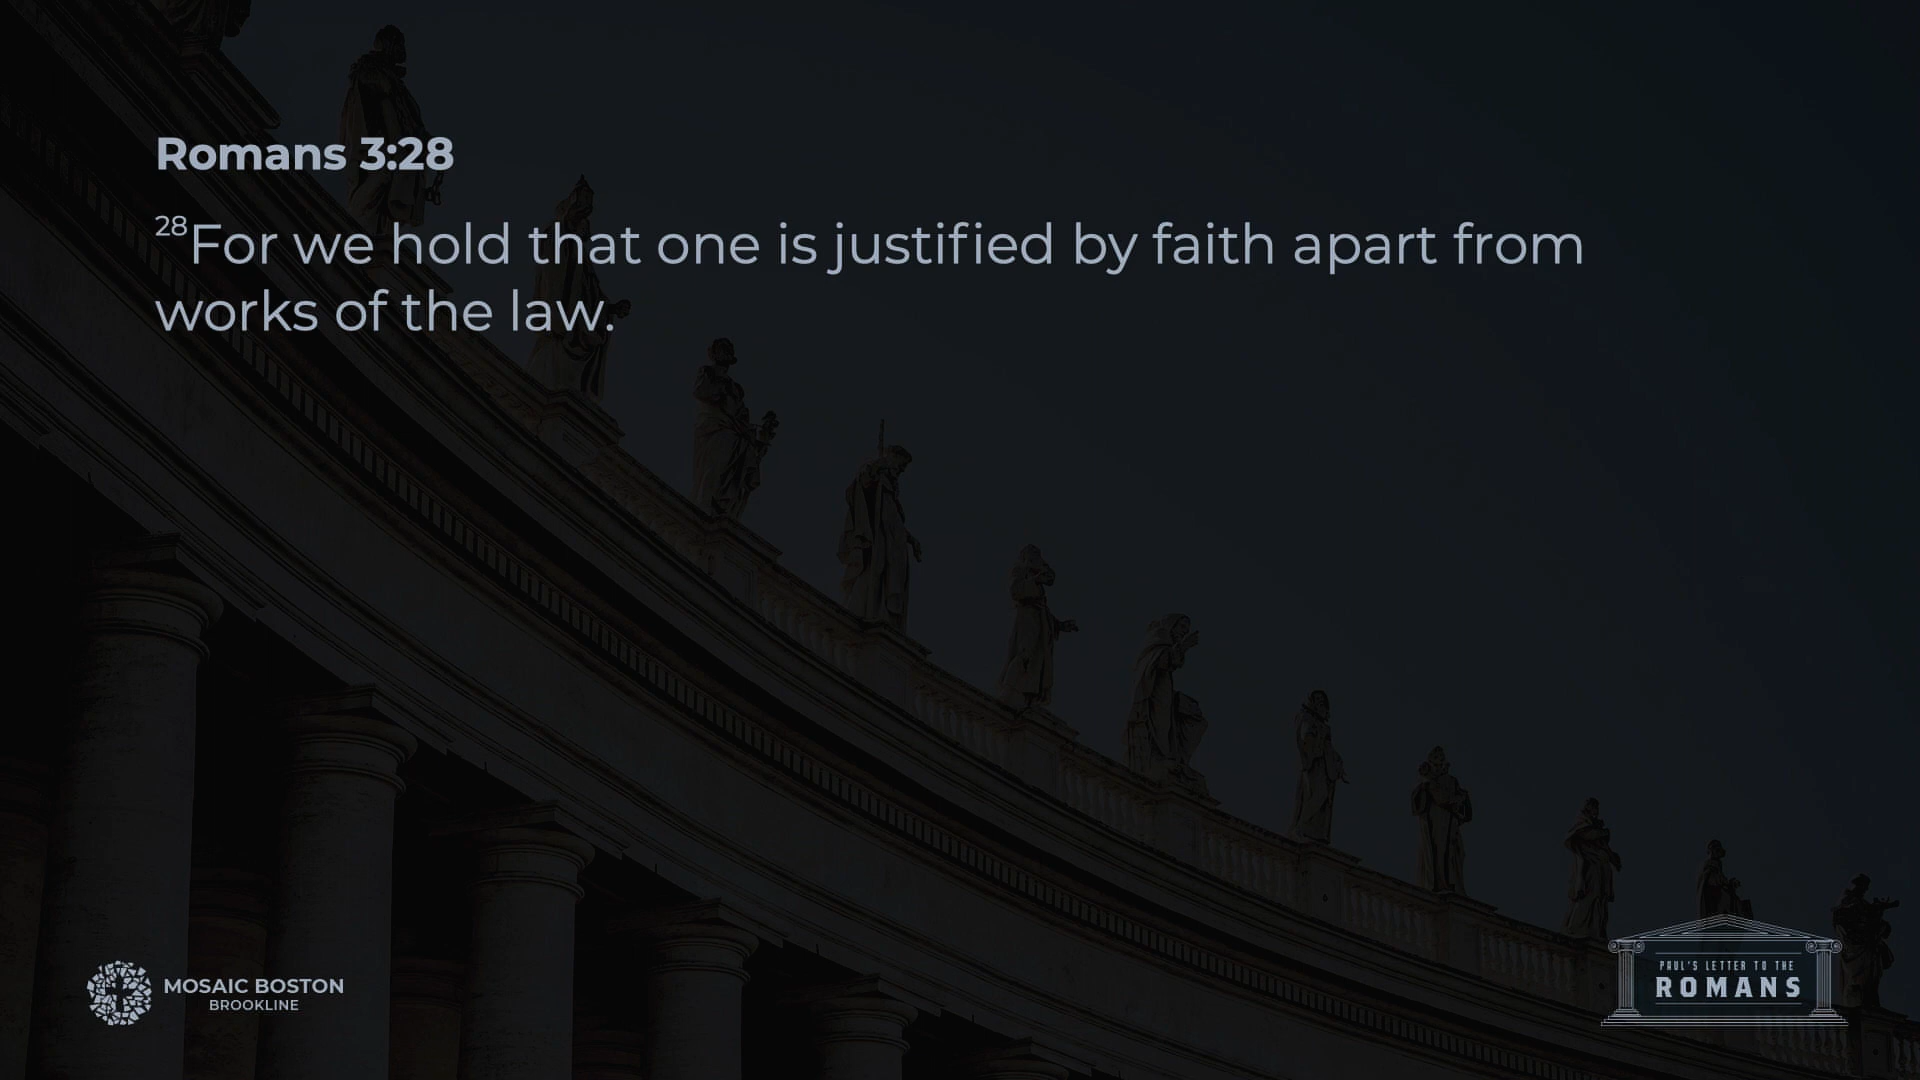 Romans 3:28
28For we hold that one is justified by faith apart from
works of the law.
MOSAIC BOSTON
BROOKLINE
PAUL'S LETTER TO THE
ROMANS